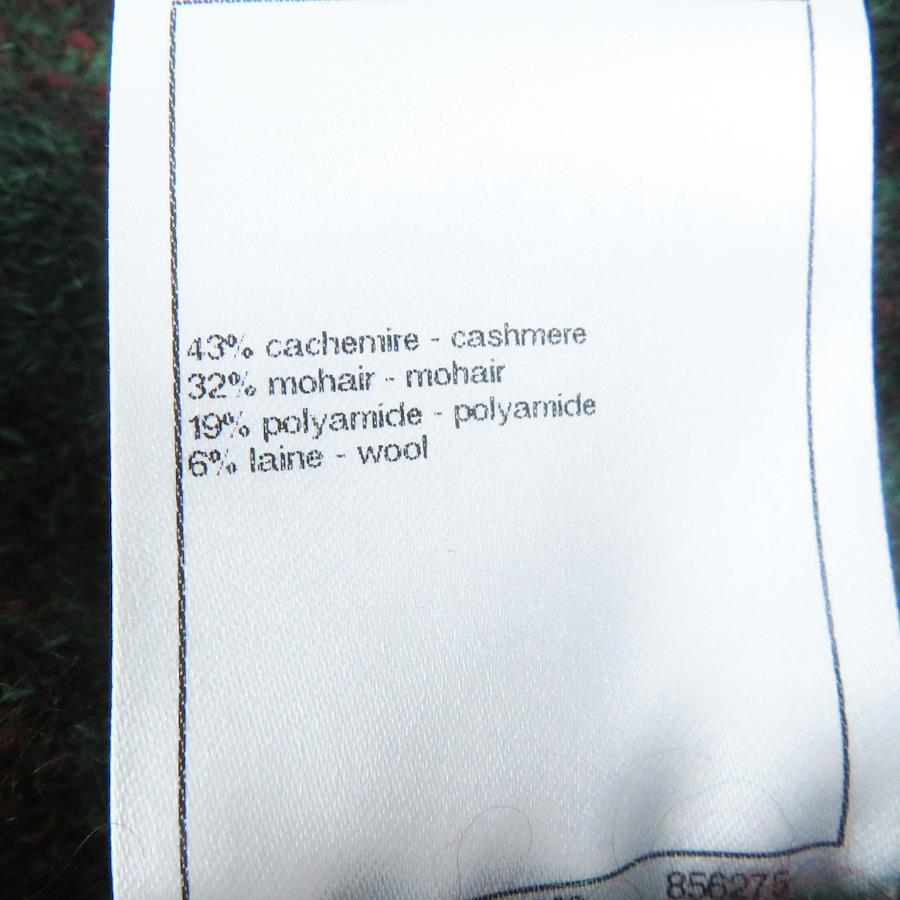 43% cachemire - cashmere
32% mohair - mohair
19% polyamide - polyamide
6% laine - wool
856275